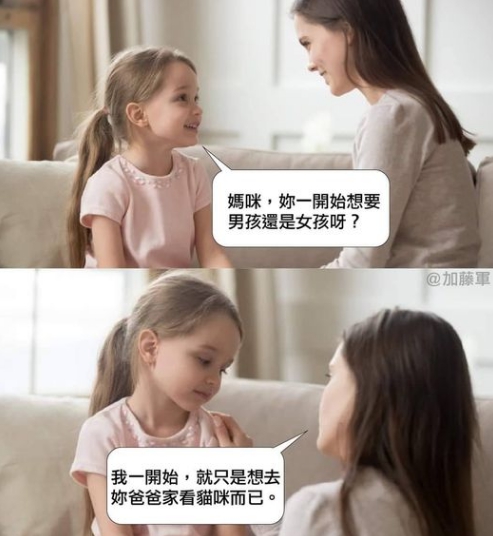 媽咪，妳一開始想要
男孩還是女孩呀？
@加藤軍
我一開始，就只是想去
妳爸爸家看貓咪而已。